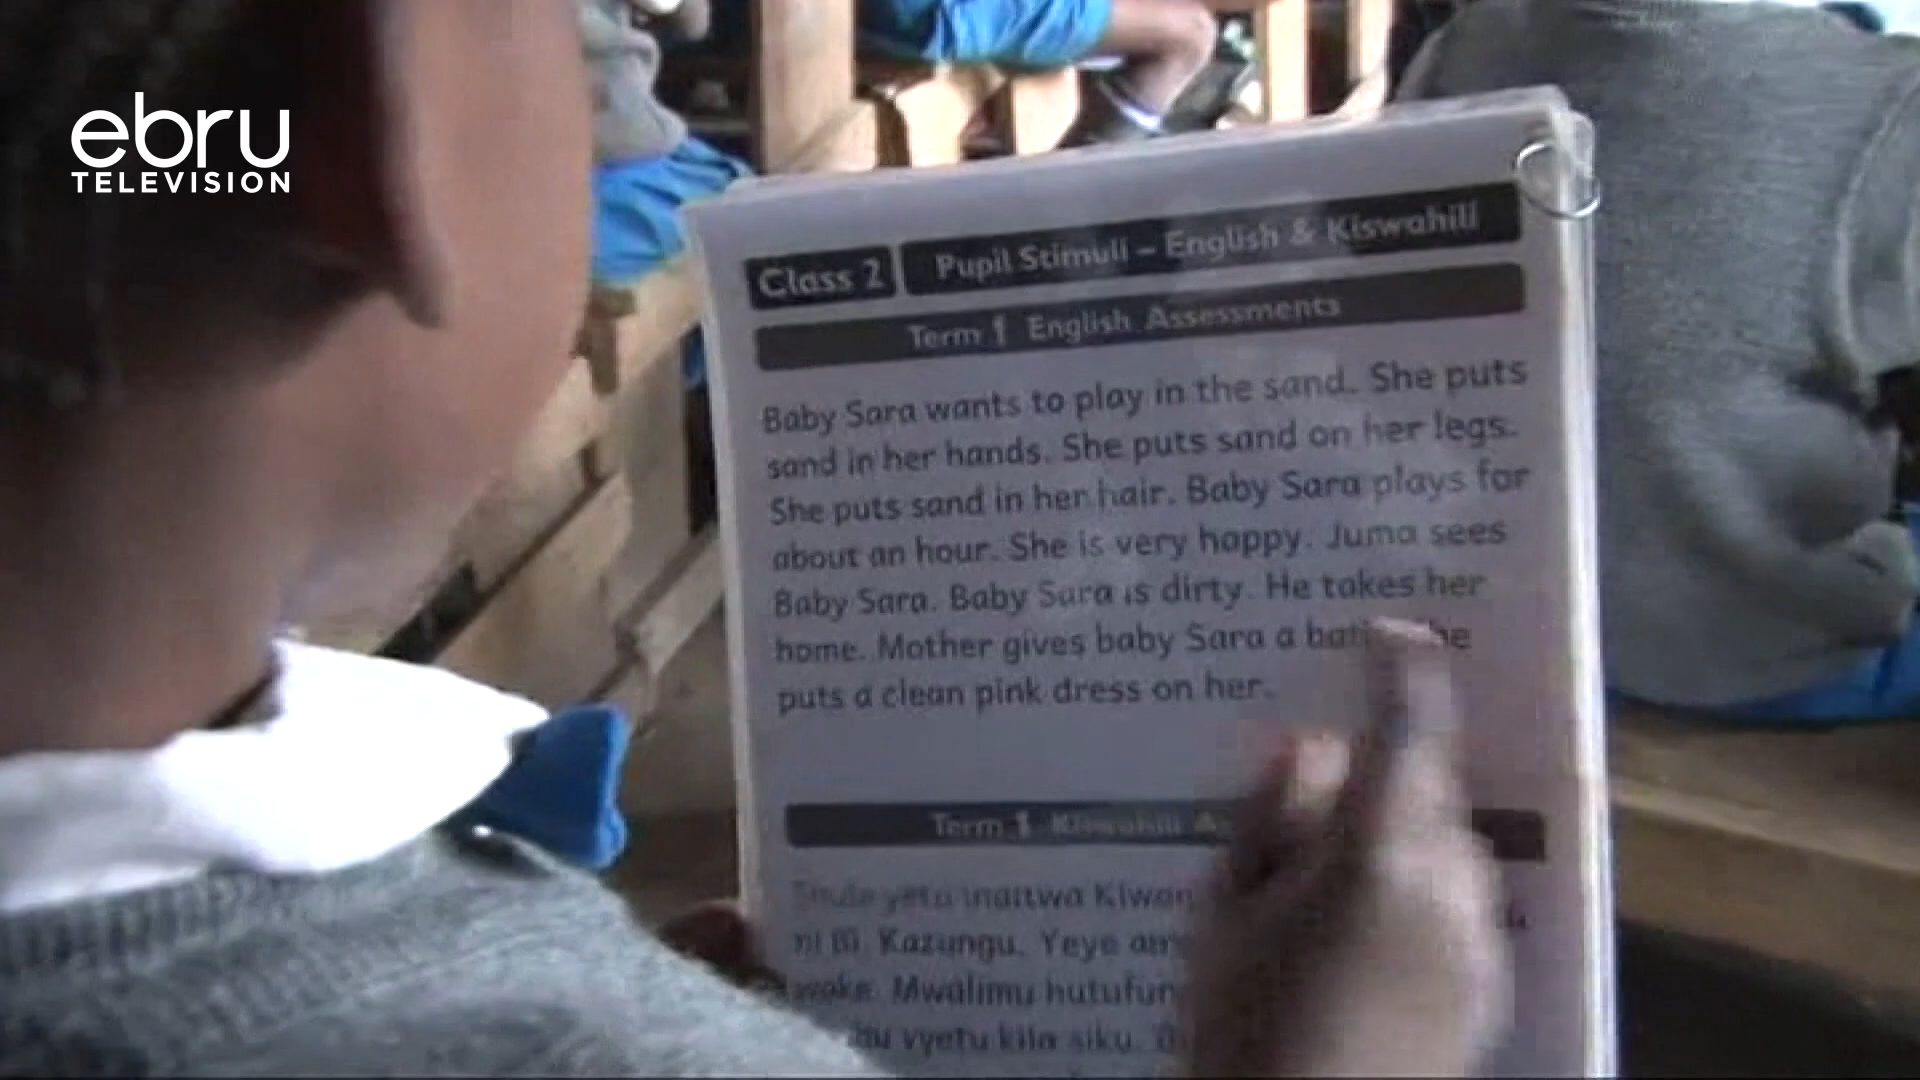 ebru
TELEVISION
Class 2
Pupil Stimuli – English & Kiswahili
Term 1 English Assessments
Baby Sara wants to play in the sand. She puts
sand in her hands. She puts sand on her legs.
She puts sand in her hair. Baby Sara plays for
about an hour. She is very happy. Juma sees
Baby Sara. Baby Sara is dirty. He takes her
home. Mother gives baby Sara a
puts a clean pink dress on her.
Term 1 Kiswahili
yetu inaitwa
ni Bi. Kazungu. Yeye
wake. Mwalimu
vyetu kila siku.